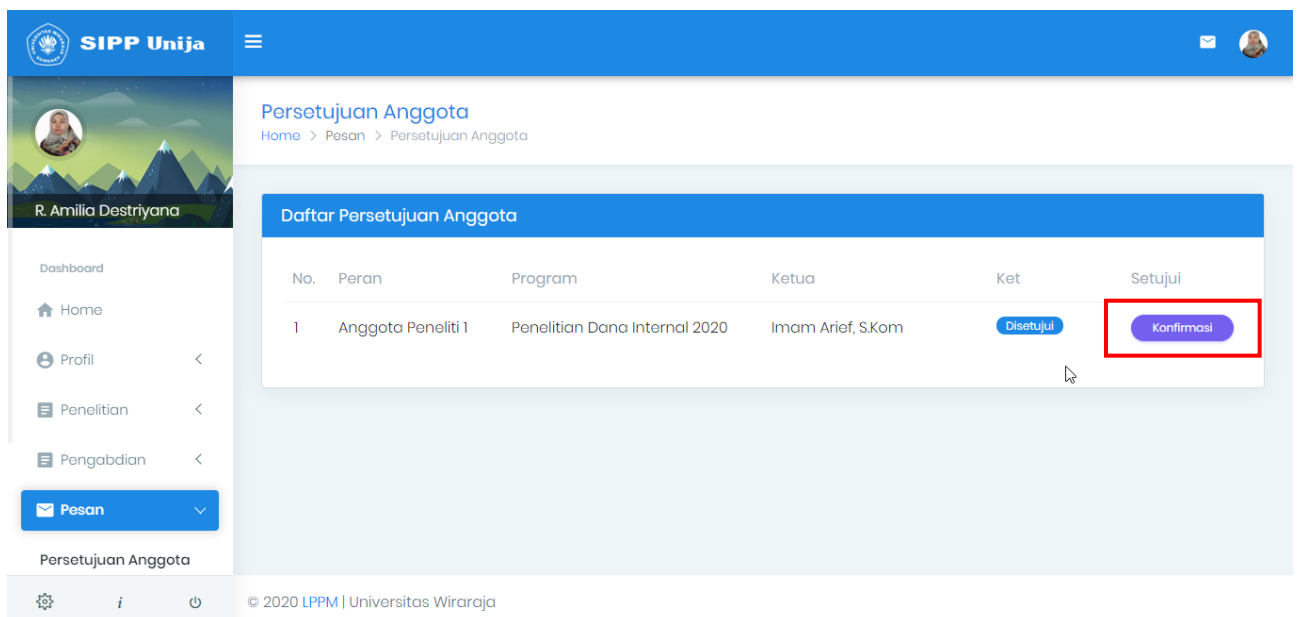 SIPP Unija
R. Amilia Destriyana
Dashboard
Home
Profil
Penelitian
Pengabdian
Pesan
Persetujuan Anggota
i
Persetujuan Anggota
Home > Pesan > Persetujuan Anggota
Daftar Persetujuan Anggota
No. Peran Program Ketua Ket Setujui
1 Anggota Peneliti 1 Penelitian Dana Internal 2020 Imam Arief, S.Kom Disetujui Konfirmasi
© 2020 LPPM | Universitas Wiraraja